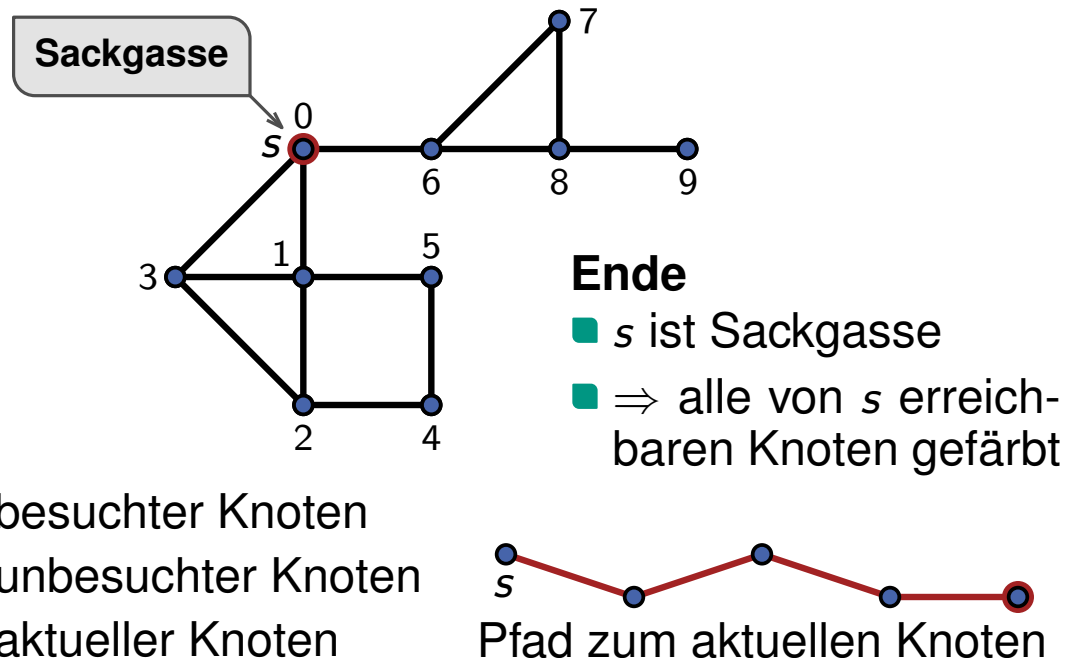 7
Sackgasse
0
s
6
8
9
1
5
3
Ende
s ist Sackgasse
⇒ alle von s erreich-
baren Knoten gefärbt
2
4
besuchter Knoten
unbesuchter Knoten
aktueller Knoten
s
Pfad zum aktuellen Knoten